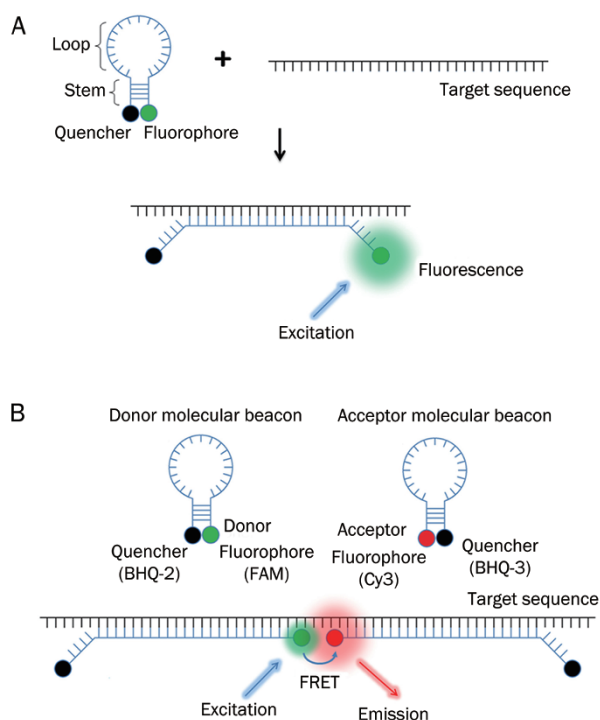 A
Loop
Stem
Quencher
Fluorophore
+
Target sequence
Fluorescence
Excitation
B
Donor molecular beacon
Acceptor molecular beacon
Donor
Fluorophore
(FAM)
Quencher
(BHQ-2)
Acceptor
Fluorophore
(Cy3)
Quencher
(BHQ-3)
Target sequence
FRET
Excitation
Emission